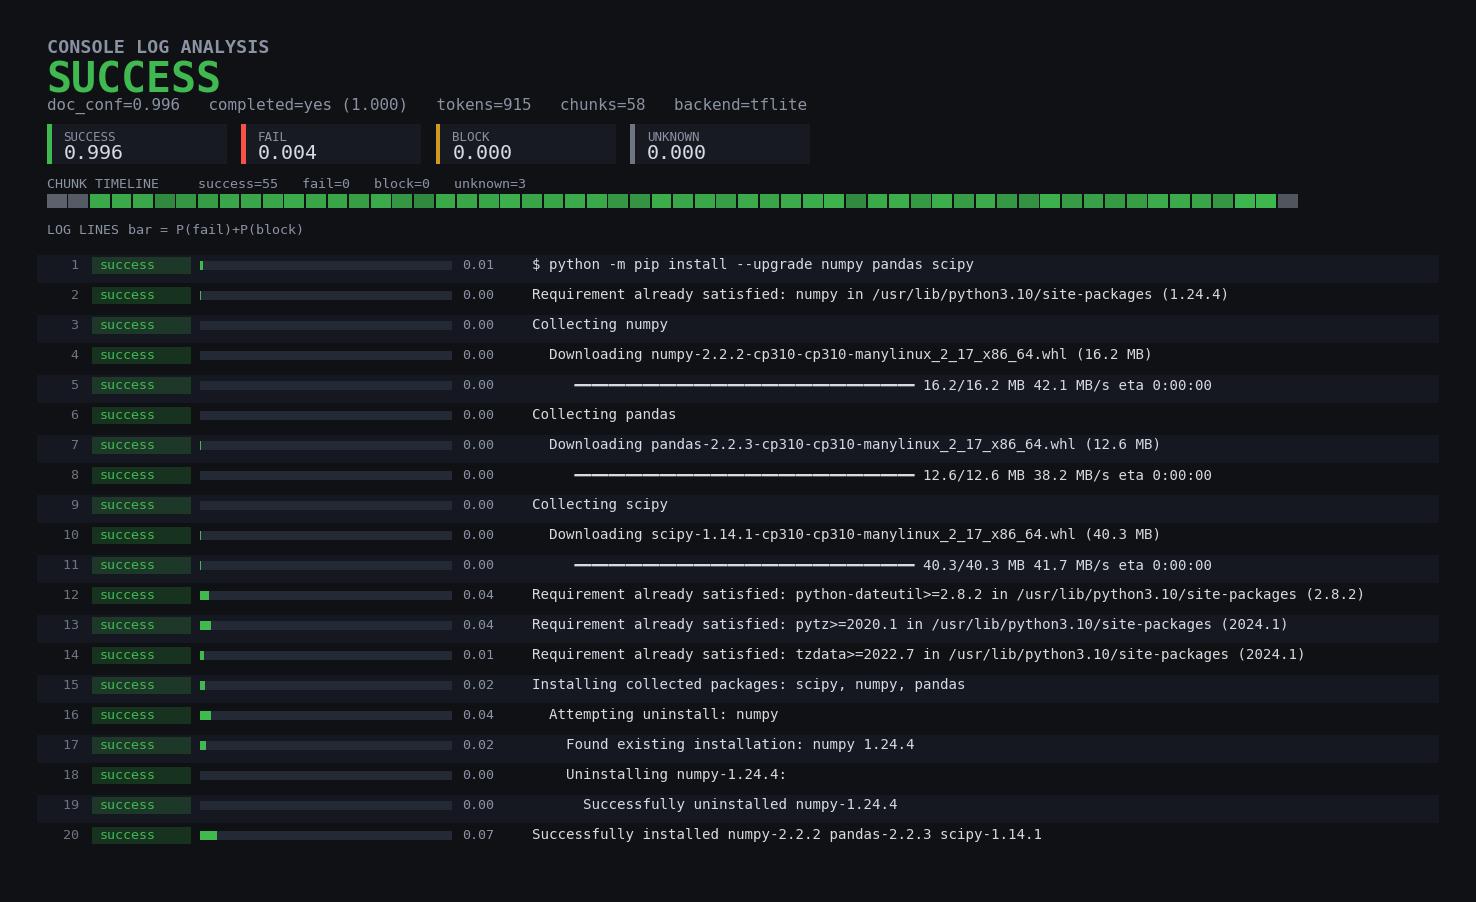 CONSOLE LOG ANALYSIS
SUCCESS
doc_conf=0.996   completed=yes (1.000)   tokens=915   chunks=58   backend=tflite
SUCCESS   FAIL   BLOCK   UNKNOWN
0.996   0.004   0.000   0.000
CHUNK TIMELINE   success=55   fail=0   block=0   unknown=3
LOG LINES bar = P(fail)+P(block)
1 success 0.01 $ python -m pip install --upgrade numpy pandas scipy
2 success 0.00 Requirement already satisfied: numpy in /usr/lib/python3.10/site-packages (1.24.4)
3 success 0.00 Collecting numpy
4 success 0.00 Downloading numpy-2.2.2-cp310-cp310-manylinux_2_17_x86_64.whl (16.2 MB)
5 success 0.00 ━━━━━━━━━━━━━━━━━━━━━━━━━━━━━━━━━━━━━━━━ 16.2/16.2 MB 42.1 MB/s eta 0:00:00
6 success 0.00 Collecting pandas
7 success 0.00 Downloading pandas-2.2.3-cp310-cp310-manylinux_2_17_x86_64.whl (12.6 MB)
8 success 0.00 ━━━━━━━━━━━━━━━━━━━━━━━━━━━━━━━━━━━━━━━━ 12.6/12.6 MB 38.2 MB/s eta 0:00:00
9 success 0.00 Collecting scipy
10 success 0.00 Downloading scipy-1.14.1-cp310-cp310-manylinux_2_17_x86_64.whl (40.3 MB)
11 success 0.00 ━━━━━━━━━━━━━━━━━━━━━━━━━━━━━━━━━━━━━━━━ 40.3/40.3 MB 41.7 MB/s eta 0:00:00
12 success 0.04 Requirement already satisfied: python-dateutil>=2.8.2 in /usr/lib/python3.10/site-packages (2.8.2)
13 success 0.04 Requirement already satisfied: pytz>=2020.1 in /usr/lib/python3.10/site-packages (2024.1)
14 success 0.01 Requirement already satisfied: tzdata>=2022.7 in /usr/lib/python3.10/site-packages (2024.1)
15 success 0.02 Installing collected packages: scipy, numpy, pandas
16 success 0.04 Attempting uninstall: numpy
17 success 0.02 Found existing installation: numpy 1.24.4
18 success 0.00 Uninstalling numpy-1.24.4:
19 success 0.00 Successfully uninstalled numpy-1.24.4
20 success 0.07 Successfully installed numpy-2.2.2 pandas-2.2.3 scipy-1.14.1